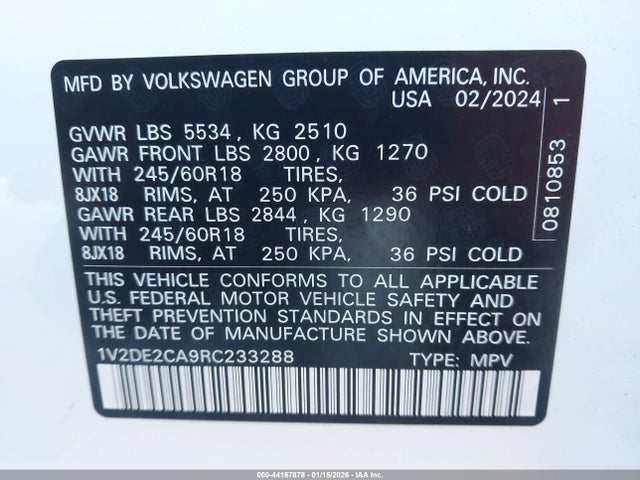 MFD BY VOLKSWAGEN GROUP OF AMERICA, INC.
USA 02/2024
GVWR LBS 5534, KG 2510
GAWR FRONT LBS 2800, KG 1270
WITH 245/60R18 TIRES,
8JX18 RIMS, AT 250 KPA, 36 PSI COLD
GAWR REAR LBS 2844, KG 1290
WITH 245/60R18 TIRES,
8JX18 RIMS, AT 250 KPA, 36 PSI COLD
THIS VEHICLE CONFORMS TO ALL APPLICABLE
U.S. FEDERAL MOTOR VEHICLE SAFETY AND
THEFT PREVENTION STANDARDS IN EFFECT ON
THE DATE OF MANUFACTURE SHOWN ABOVE.
1V2DE2CA9RC233288 TYPE: MPV
0810853 1
000-44167878 - 01/15/2026 - IAA Inc.